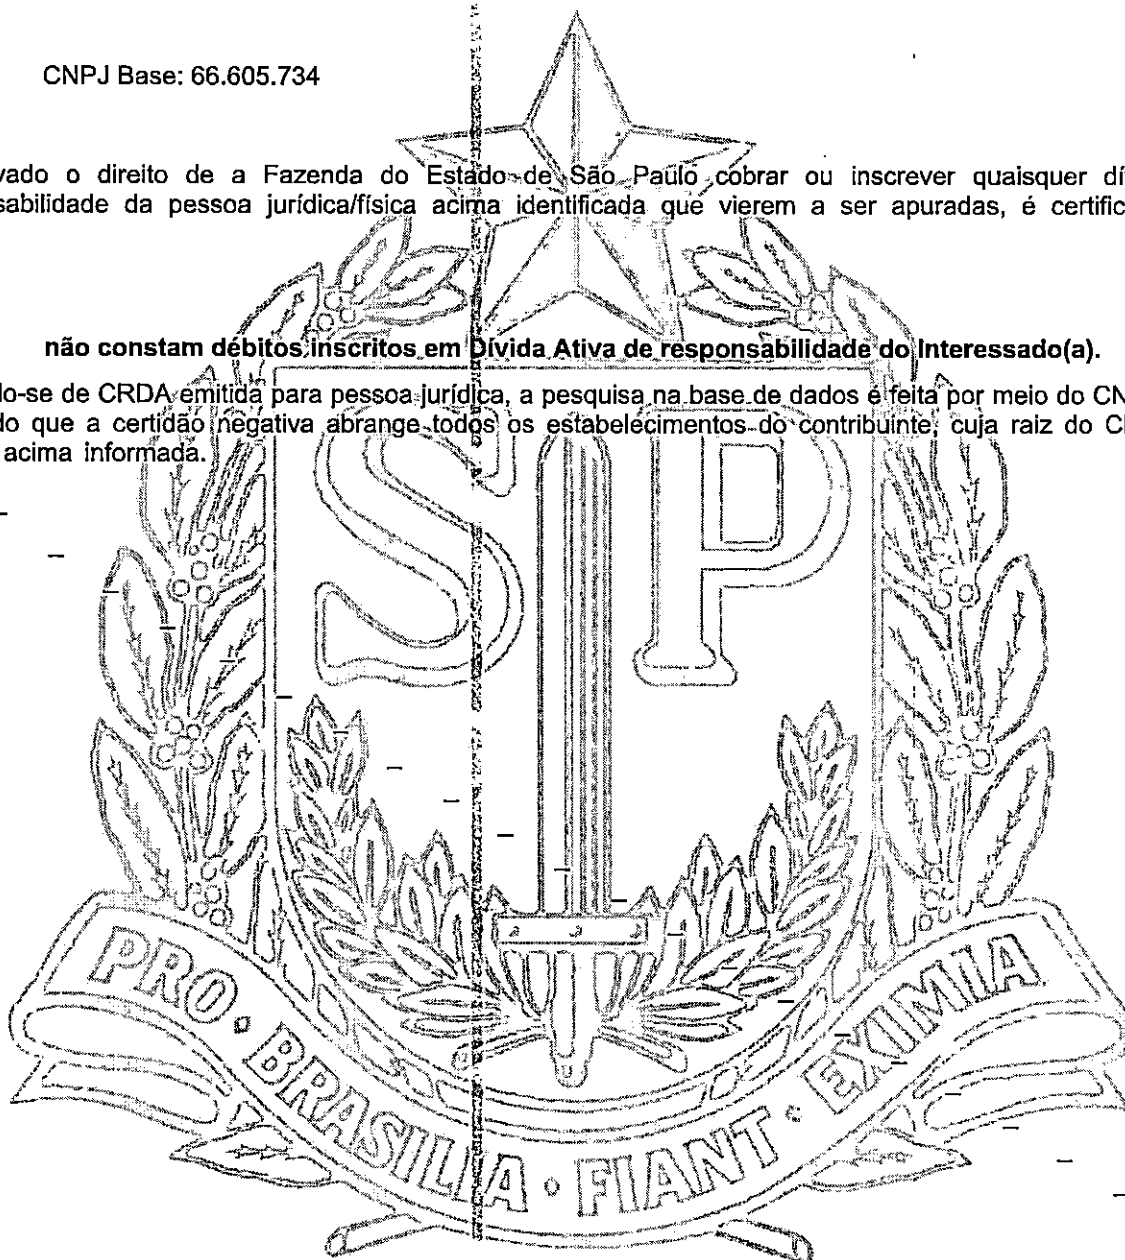 CNPJ Base: 66.605.734
vado o direito de a Fazenda do Estado de São Paulo cobrar ou inscrever quaisquer dí
sabilidade da pessoa jurídica/física acima identificada que vierem a ser apuradas, é certific
não constam débitos inscritos em Dívida Ativa de responsabilidade do Interessado(a).
do-se de CRDA emitida para pessoa jurídica, a pesquisa na base de dados é feita por meio do CN
do que a certidão negativa abrange todos os estabelecimentos do contribuinte, cuja raiz do C
acima informada.
S P
PRO · BRASILIA · FIANT · EXIMIA